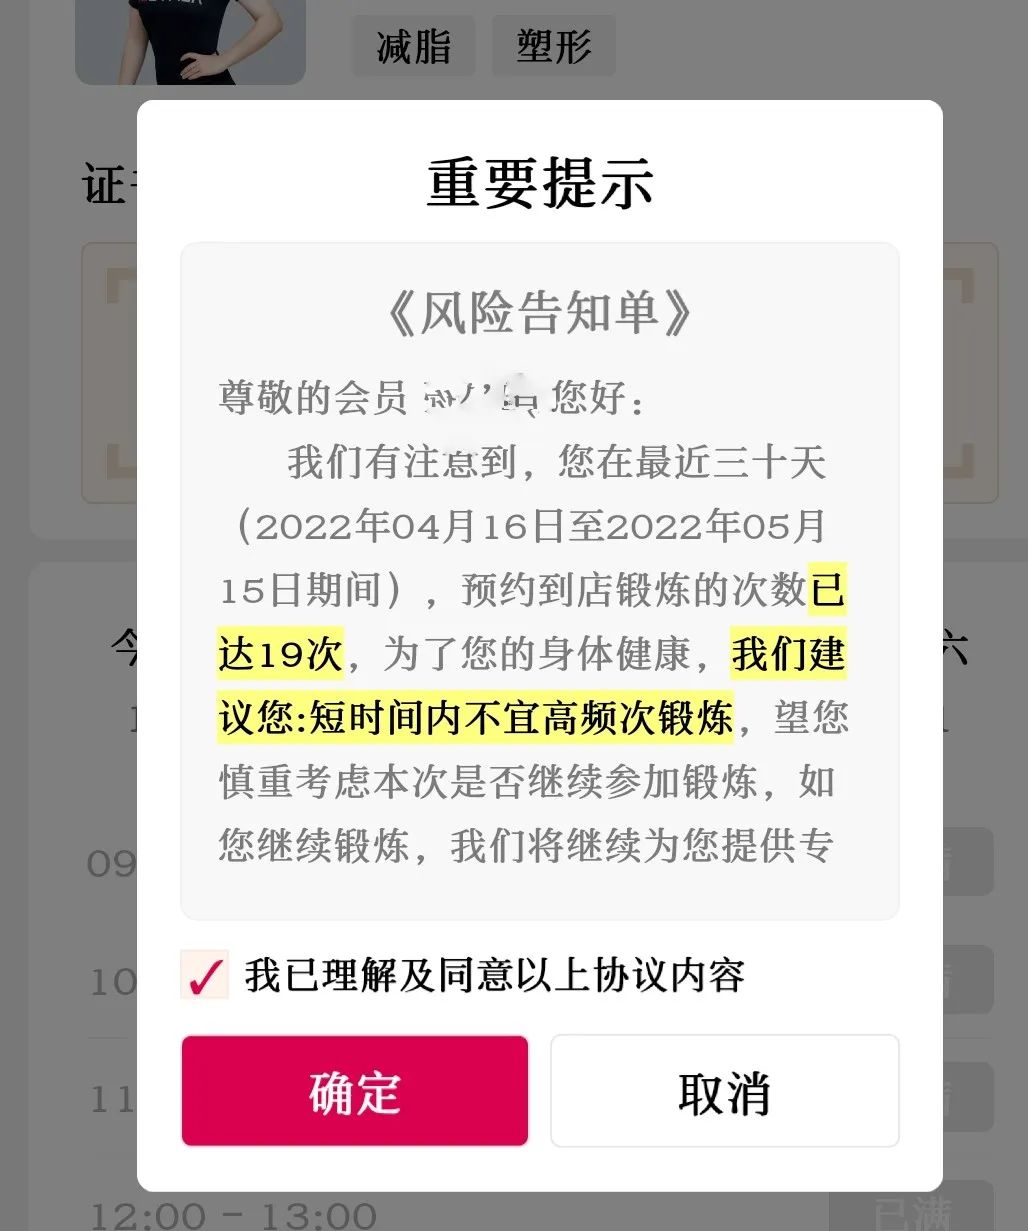 减脂 塑形
重要提示
证
《风险告知单》
尊敬的会员 您好：
我们有注意到，您在最近三十天
（2022年04月16日至2022年05月
15日期间），预约到店锻炼的次数已
达19次，为了您的身体健康，我们建
议您:短时间内不宜高频次锻炼，望您
慎重考虑本次是否继续参加锻炼，如
您继续锻炼，我们将继续为您提供专
今
六
09
10
11
✓ 我已理解及同意以上协议内容
确定 取消
12:00 - 13:00 已满